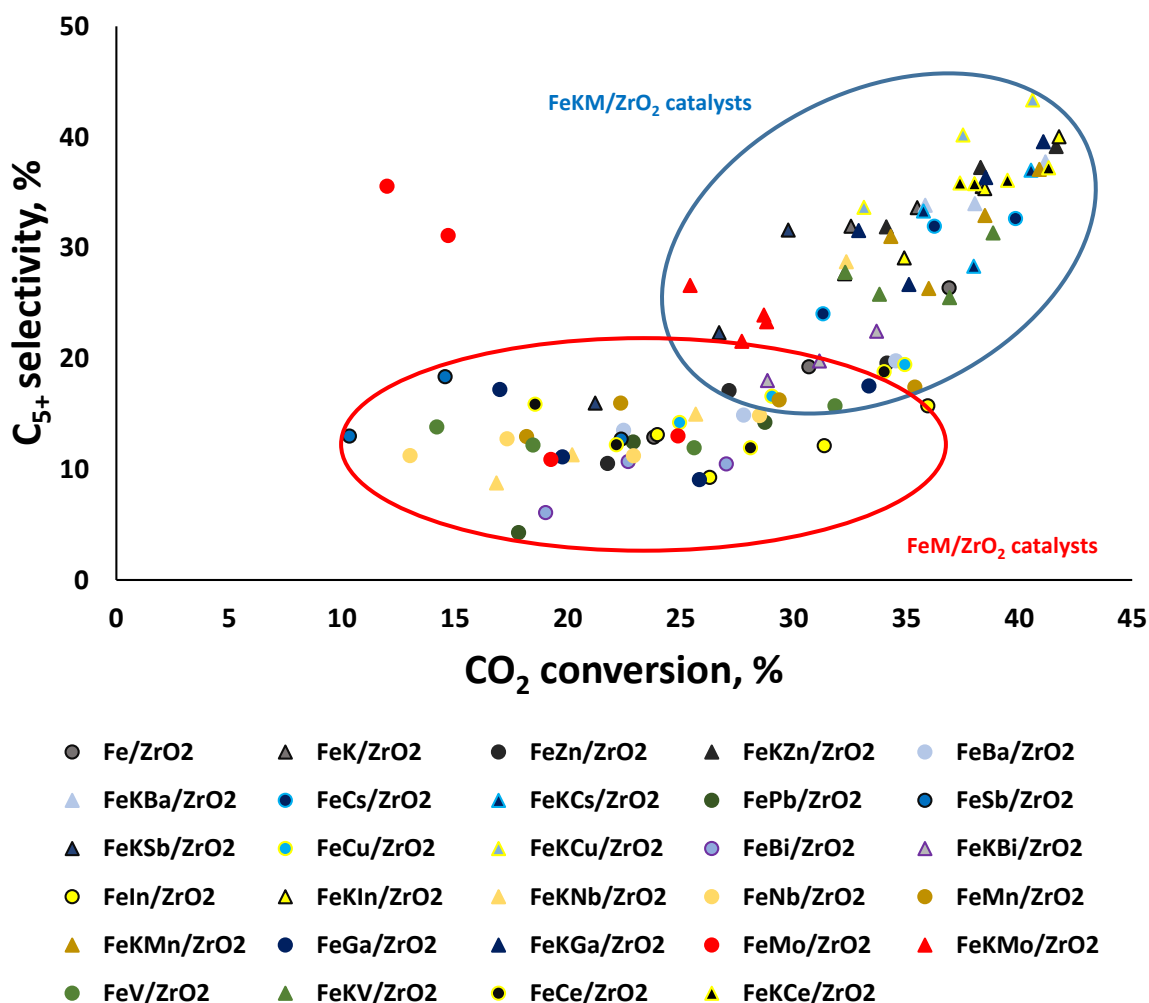 50
40
30
20
10
0
C5+ selectivity, %
FeKM/ZrO2 catalysts
FeM/ZrO2 catalysts
0 5 10 15 20 25 30 35 40 45
CO2 conversion, %
Fe/ZrO2 FeK/ZrO2 FeZn/ZrO2 FeKZn/ZrO2 FeBa/ZrO2
FeKBa/ZrO2 FeCs/ZrO2 FeKCs/ZrO2 FePb/ZrO2 FeSb/ZrO2
FeKSb/ZrO2 FeCu/ZrO2 FeKCu/ZrO2 FeBi/ZrO2 FeKBi/ZrO2
FeIn/ZrO2 FeKIn/ZrO2 FeKNb/ZrO2 FeNb/ZrO2 FeMn/ZrO2
FeKMn/ZrO2 FeGa/ZrO2 FeKGa/ZrO2 FeMo/ZrO2 FeKMo/ZrO2
FeV/ZrO2 FeKV/ZrO2 FeCe/ZrO2 FeKCe/ZrO2